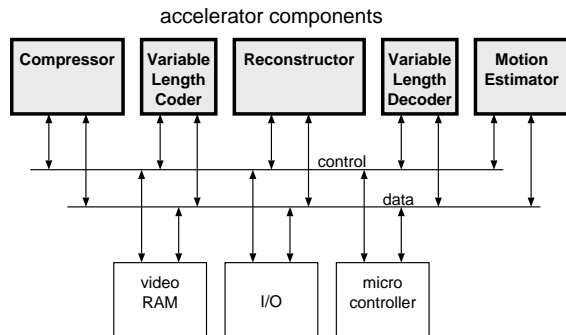 accelerator components
Compressor
Variable
Length
Coder
Reconstructor
Variable
Length
Decoder
Motion
Estimator
control
data
video
RAM
I/O
micro
controller